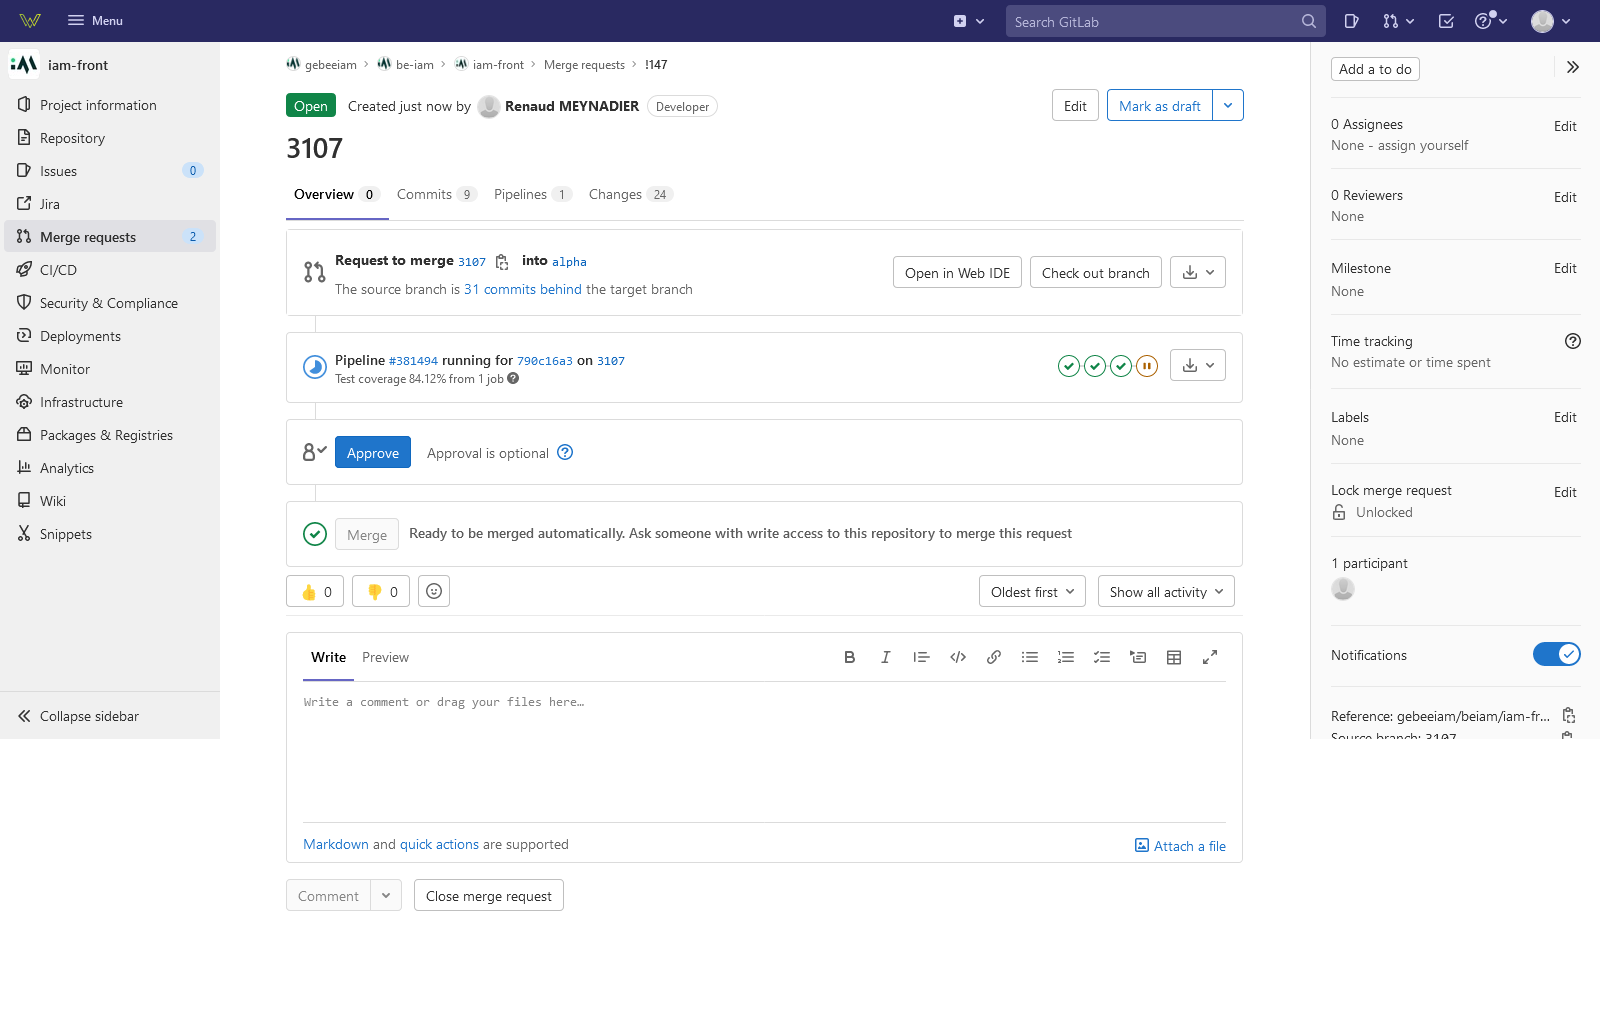 Menu
Search GitLab
iam-front
Project information
Repository
Issues 0
Jira
Merge requests 2
CI/CD
Security & Compliance
Deployments
Monitor
Infrastructure
Packages & Registries
Analytics
Wiki
Snippets
Collapse sidebar
gebeeiam > be-iam > iam-front > Merge requests > !147
Open Created just now by Renaud MEYNADIER Developer
Edit Mark as draft
3107
Overview 0 Commits 9 Pipelines 1 Changes 24
Request to merge 3107 into alpha
The source branch is 31 commits behind the target branch
Open in Web IDE Check out branch
Pipeline #381494 running for 790c16a3 on 3107
Test coverage 84.12% from 1 job
Approve Approval is optional
Merge Ready to be merged automatically. Ask someone with write access to this repository to merge this request
0 0
Oldest first Show all activity
Write Preview
Write a comment or drag your files here…
Markdown and quick actions are supported
Attach a file
Comment Close merge request
Add a to do
0 Assignees Edit
None - assign yourself
0 Reviewers Edit
None
Milestone Edit
None
Time tracking
No estimate or time spent
Labels Edit
None
Lock merge request Edit
Unlocked
1 participant
Notifications
Reference: gebeeiam/beiam/iam-fr…
Source branch: 3107